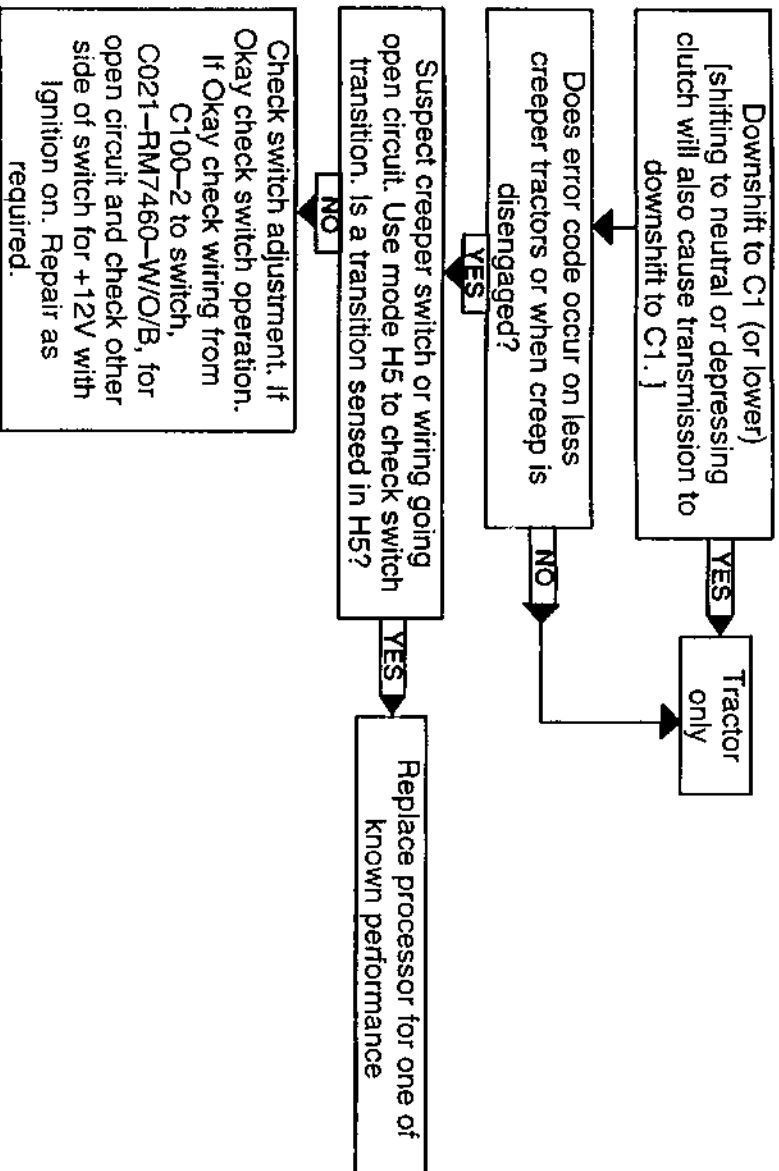 Downshift to C1 (or lower)
[shifting to neutral or depressing
clutch will also cause transmission to
downshift to C1. ]
YES
Tractor
only
Does error code occur on less
creeper tractors or when creep is
disengaged?
NO
YES
Suspect creeper switch or wiring going
open circuit. Use mode H5 to check switch
transition. Is a transition sensed in H5?
YES
Replace processor for one of
known performance
NO
Check switch adjustment. If
Okay check switch operation.
If Okay check wiring from
C100–2 to switch,
C021–RM7460–W/O/B, for
open circuit and check other
side of switch for +12V with
Ignition on. Repair as
required.